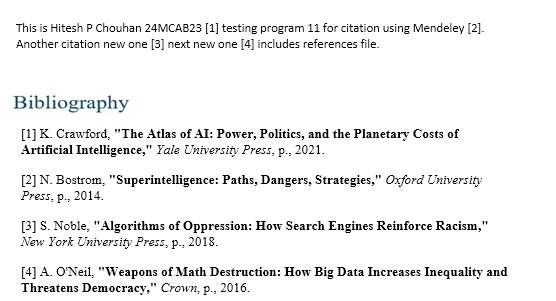 This is Hitesh P Chouhan 24MCAB23 [1] testing program 11 for citation using Mendeley [2].
Another citation new one [3] next new one [4] includes references file.
Bibliography
[1] K. Crawford, "The Atlas of AI: Power, Politics, and the Planetary Costs of
Artificial Intelligence," Yale University Press, p., 2021.
[2] N. Bostrom, "Superintelligence: Paths, Dangers, Strategies," Oxford University
Press, p., 2014.
[3] S. Noble, "Algorithms of Oppression: How Search Engines Reinforce Racism,"
New York University Press, p., 2018.
[4] A. O'Neil, "Weapons of Math Destruction: How Big Data Increases Inequality and
Threatens Democracy," Crown, p., 2016.